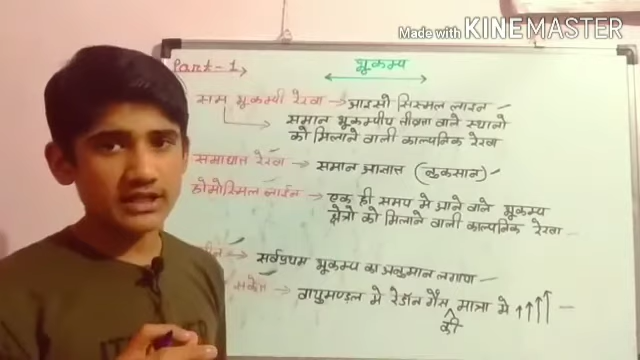 Made with KINEMASTER
Part-1
भूकम्प
सम भूकम्पी रेखा → आइसो सिस्मल लाइन
समान भूकम्पीय तीव्रता वाले स्थानो
को मिलाने वाली काल्पनिक रेखा
समाघात रेखा → समान आघात (नुकसान)
होमोसिस्मल लाईन → एक ही समय मे आने वाले भूकम्प
क्षेत्रो को मिलाने वाली काल्पनिक रेखा
सर्वप्रथम भूकम्प का अनुमान लगाया
संकेत → वायुमण्डल मे रेडॉन गैस की मात्रा मे ↑↑↑↑